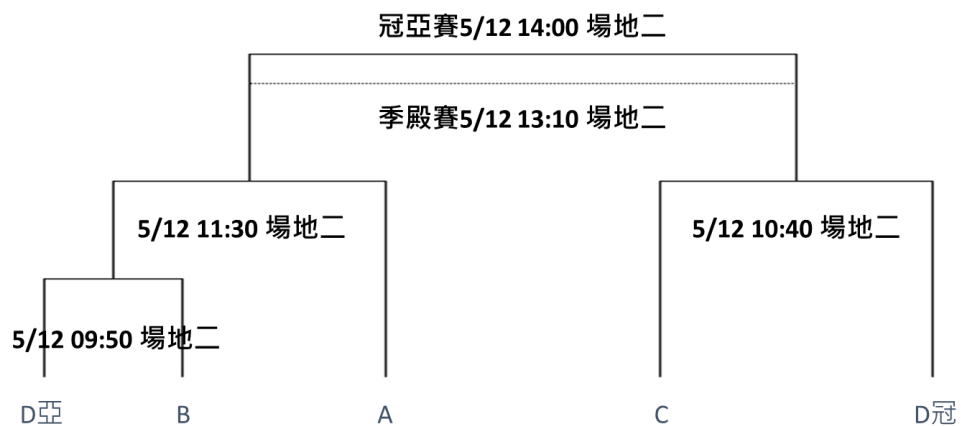 冠亞賽5/12 14:00 場地二
季殿賽5/12 13:10 場地二
5/12 11:30 場地二
5/12 10:40 場地二
5/12 09:50 場地二
D亞
B
A
C
D冠